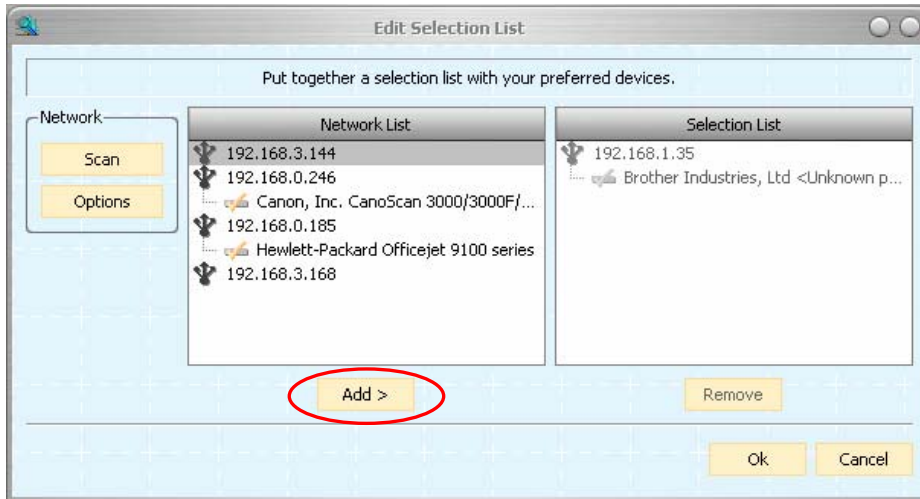 Edit Selection List
Put together a selection list with your preferred devices.
Network
Scan
Options
Network List
192.168.3.144
192.168.0.246
Canon, Inc. CanoScan 3000/3000F/...
192.168.0.185
Hewlett-Packard Officejet 9100 series
192.168.3.168
Add >
Selection List
192.168.1.35
Brother Industries, Ltd <Unknown p...
Remove
Ok
Cancel